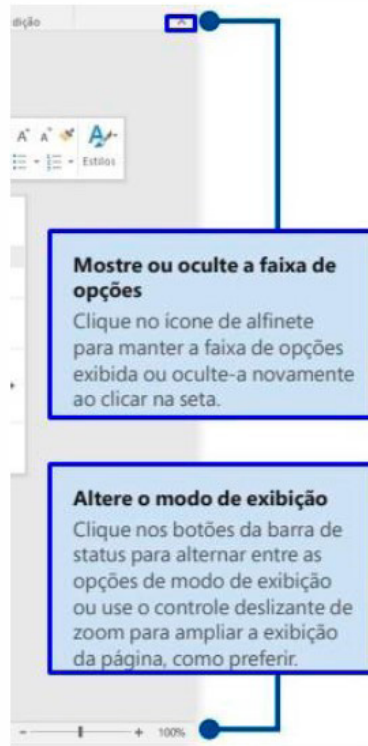 dição
A^ A˅
Estilos
Mostre ou oculte a faixa de
opções
Clique no ícone de alfinete
para manter a faixa de opções
exibida ou oculte-a novamente
ao clicar na seta.
Altere o modo de exibição
Clique nos botões da barra de
status para alternar entre as
opções de modo de exibição
ou use o controle deslizante de
zoom para ampliar a exibição
da página, como preferir.
- + 100%